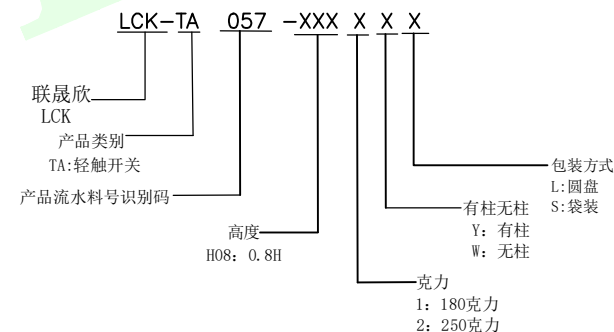 LCK-TA 057 -XXX X X X
联晟欣
LCK
产品类别
TA:轻触开关
产品流水料号识别码
高度
H08: 0.8H
包装方式
L:圆盘
S:袋装
有柱无柱
Y: 有柱
W: 无柱
克力
1: 180克力
2: 250克力